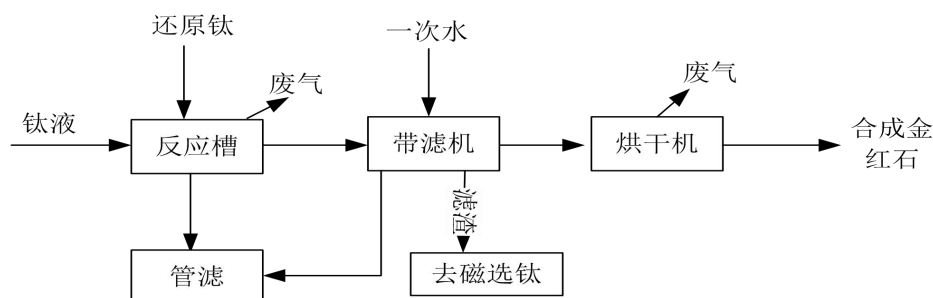 还原钛
一次水
废气
废气
钛液
反应槽
带滤机
烘干机
合成金
红石
滤渣
管滤
去磁选钛